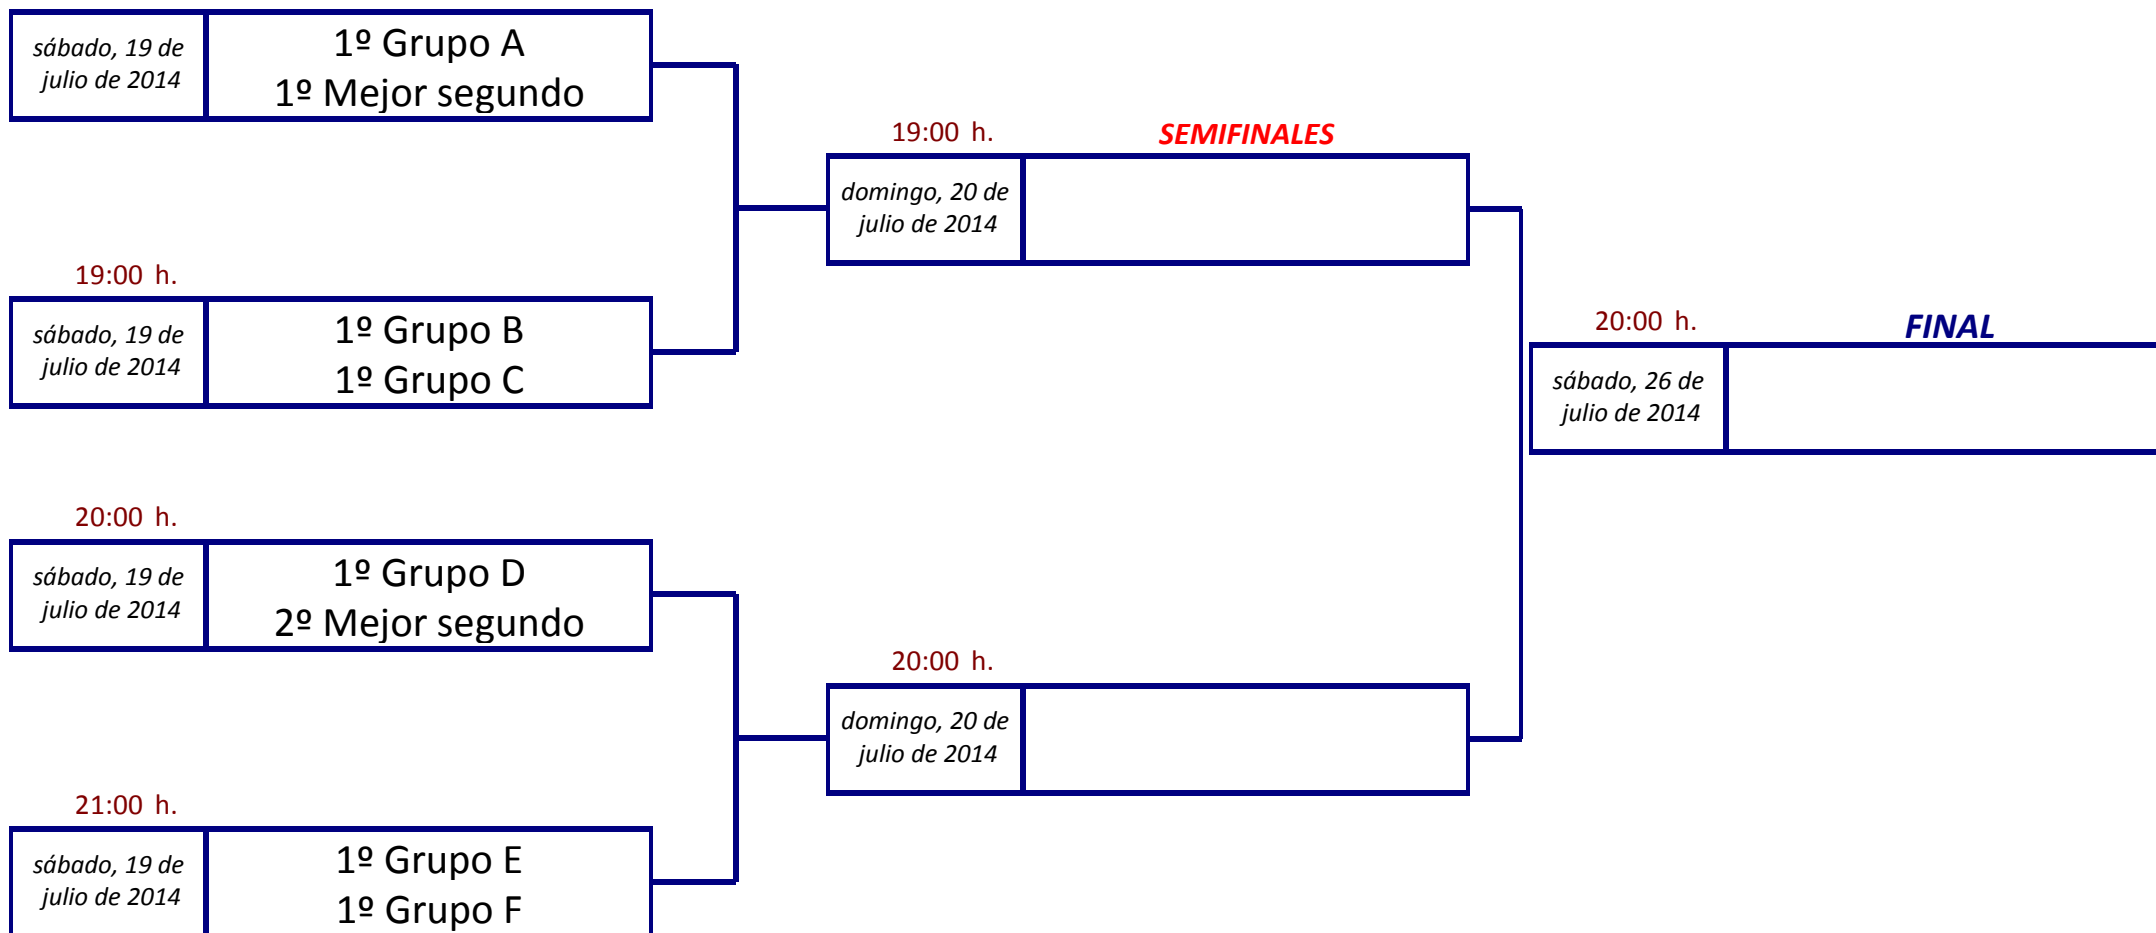 sábado, 19 de
julio de 2014
1º Grupo A
1º Mejor segundo
19:00 h.
SEMIFINALES
domingo, 20 de
julio de 2014
19:00 h.
sábado, 19 de
julio de 2014
1º Grupo B
1º Grupo C
20:00 h.
FINAL
sábado, 26 de
julio de 2014
20:00 h.
sábado, 19 de
julio de 2014
1º Grupo D
2º Mejor segundo
20:00 h.
domingo, 20 de
julio de 2014
21:00 h.
sábado, 19 de
julio de 2014
1º Grupo E
1º Grupo F